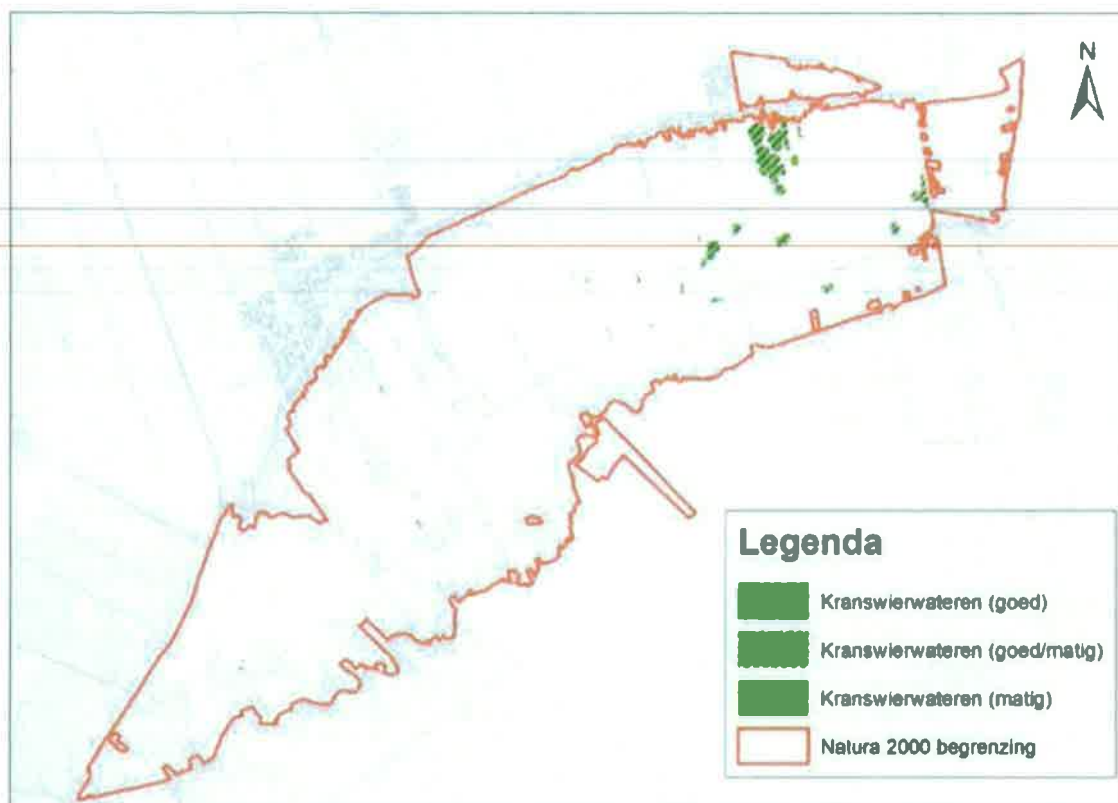 N
Legenda
Kranswierwateren (goed)
Kranswierwateren (goed/matig)
Kranswierwateren (matig)
Natura 2000 begrenzing